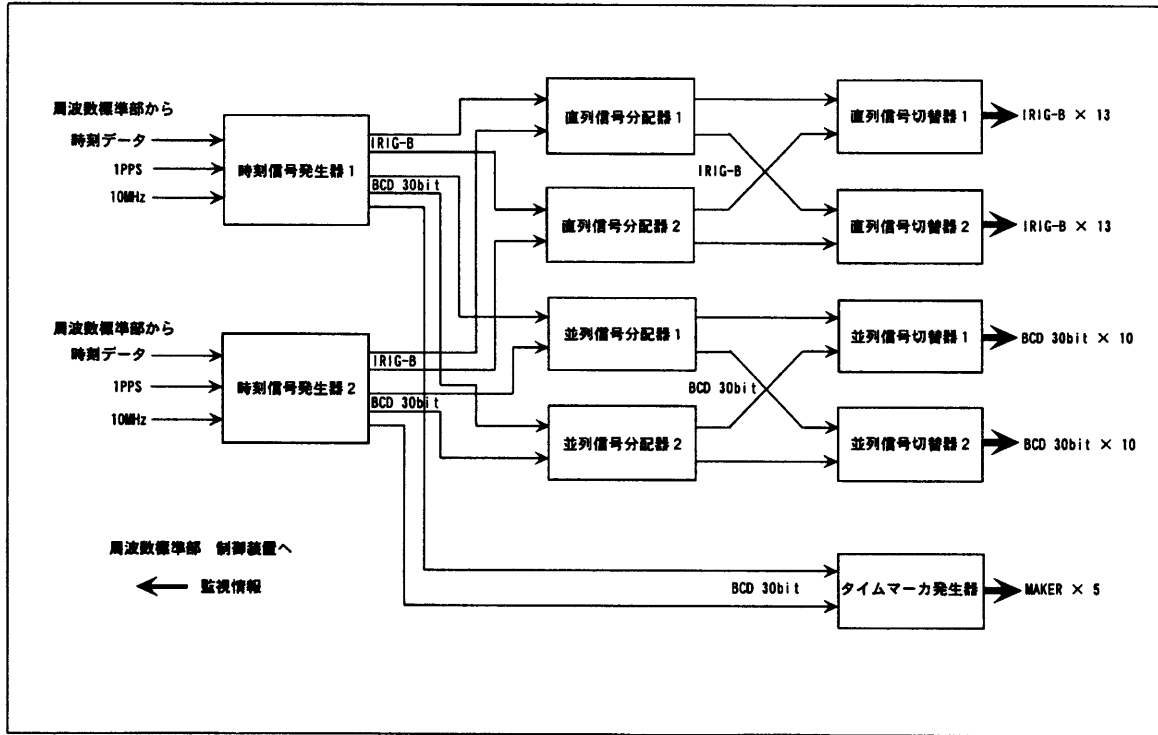 周波数標準部から
時刻データ
1PPS
10MHz
時刻信号発生器1
IRIG-B
BCD 30bit
直列信号分配器1
直列信号分配器2
IRIG-B
直列信号切替器1
直列信号切替器2
IRIG-B × 13
IRIG-B × 13
周波数標準部から
時刻データ
1PPS
10MHz
時刻信号発生器2
IRIG-B
BCD 30bit
並列信号分配器1
並列信号分配器2
BCD 30bit
並列信号切替器1
並列信号切替器2
BCD 30bit × 10
BCD 30bit × 10
周波数標準部 制御装置へ
監視情報
BCD 30bit
タイムマーカ発生器
MAKER × 5